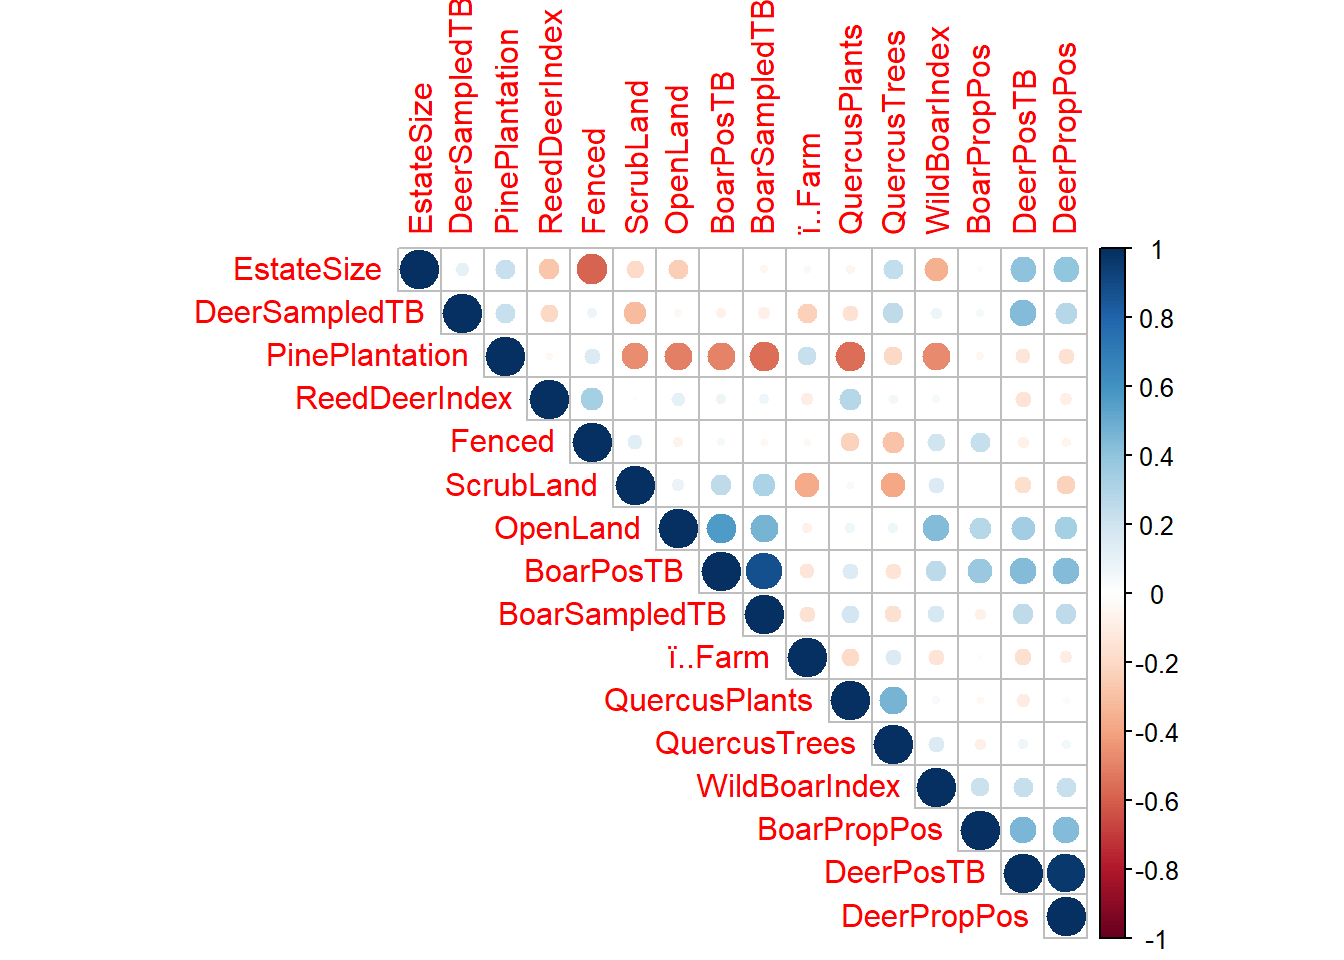 EstateSize
DeerSampledTB
PinePlantation
ReedDeerIndex
Fenced
ScrubLand
OpenLand
BoarPosTB
BoarSampledTB
ï..Farm
QuercusPlants
QuercusTrees
WildBoarIndex
BoarPropPos
DeerPosTB
DeerPropPos
EstateSize
DeerSampledTB
PinePlantation
ReedDeerIndex
Fenced
ScrubLand
OpenLand
BoarPosTB
BoarSampledTB
ï..Farm
QuercusPlants
QuercusTrees
WildBoarIndex
BoarPropPos
DeerPosTB
DeerPropPos
1
0.8
0.6
0.4
0.2
0
-0.2
-0.4
-0.6
-0.8
-1